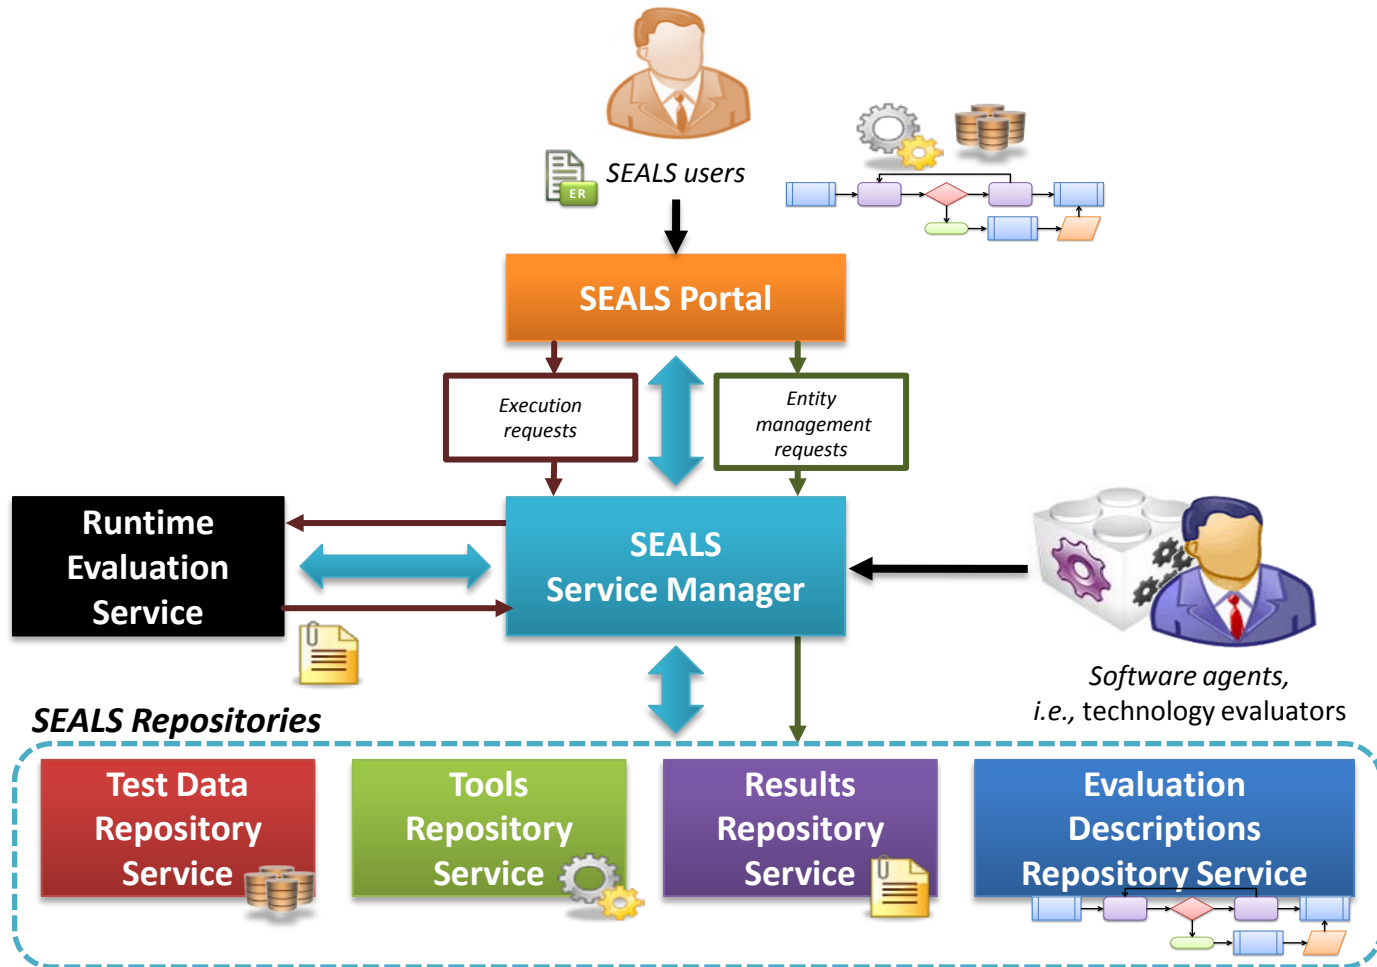 ER
SEALS users
SEALS Portal
Execution
requests
Entity
management
requests
Runtime
Evaluation
Service
SEALS
Service Manager
Software agents,
i.e., technology evaluators
SEALS Repositories
Test Data
Repository
Service
Tools
Repository
Service
Results
Repository
Service
Evaluation
Descriptions
Repository Service